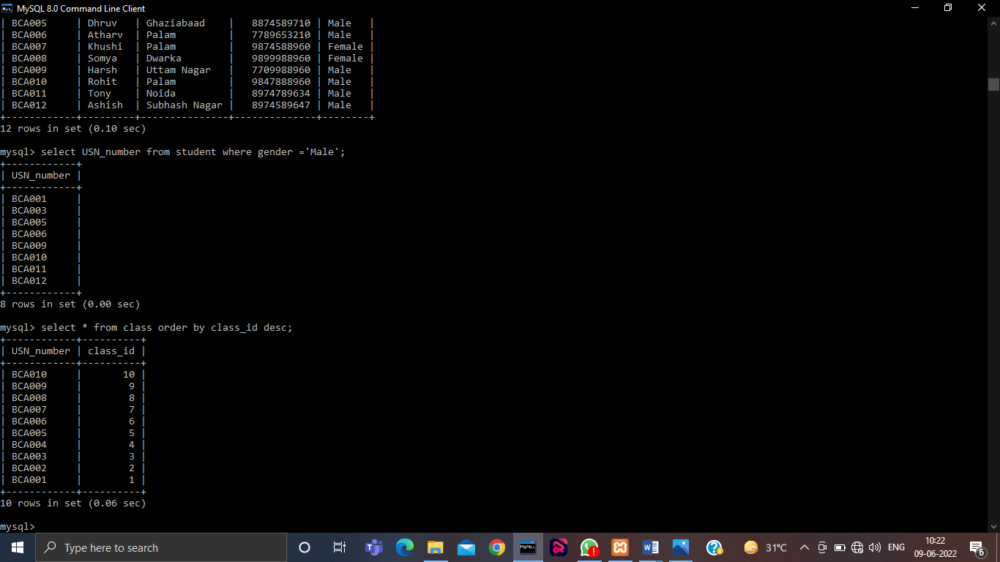 MySQL 8.0 Command Line Client
| BCA005     | Dhruv   | Ghaziabaad    |   8874589710 | Male   |
| BCA006     | Atharv  | Palam         |   7789653210 | Male   |
| BCA007     | Khushi  | Palam         |   9874588960 | Female |
| BCA008     | Somya   | Dwarka        |   9899988960 | Female |
| BCA009     | Harsh   | Uttam Nagar   |   7709988960 | Male   |
| BCA010     | Rohit   | Palam         |   9847888960 | Male   |
| BCA011     | Tony    | Noida         |   8974789634 | Male   |
| BCA012     | Ashish  | Subhash Nagar |   8974589647 | Male   |
+------------+---------+---------------+--------------+--------+
12 rows in set (0.10 sec)
mysql> select USN_number from student where gender ='Male';
+------------+
| USN_number |
+------------+
| BCA001     |
| BCA003     |
| BCA005     |
| BCA006     |
| BCA009     |
| BCA010     |
| BCA011     |
| BCA012     |
+------------+
8 rows in set (0.00 sec)
mysql> select * from class order by class_id desc;
+------------+----------+
| USN_number | class_id |
+------------+----------+
| BCA010     |       10 |
| BCA009     |        9 |
| BCA008     |        8 |
| BCA007     |        7 |
| BCA006     |        6 |
| BCA005     |        5 |
| BCA004     |        4 |
| BCA003     |        3 |
| BCA002     |        2 |
| BCA001     |        1 |
+------------+----------+
10 rows in set (0.06 sec)
mysql>
Type here to search
31°C
ENG
10:22
09-06-2022
6